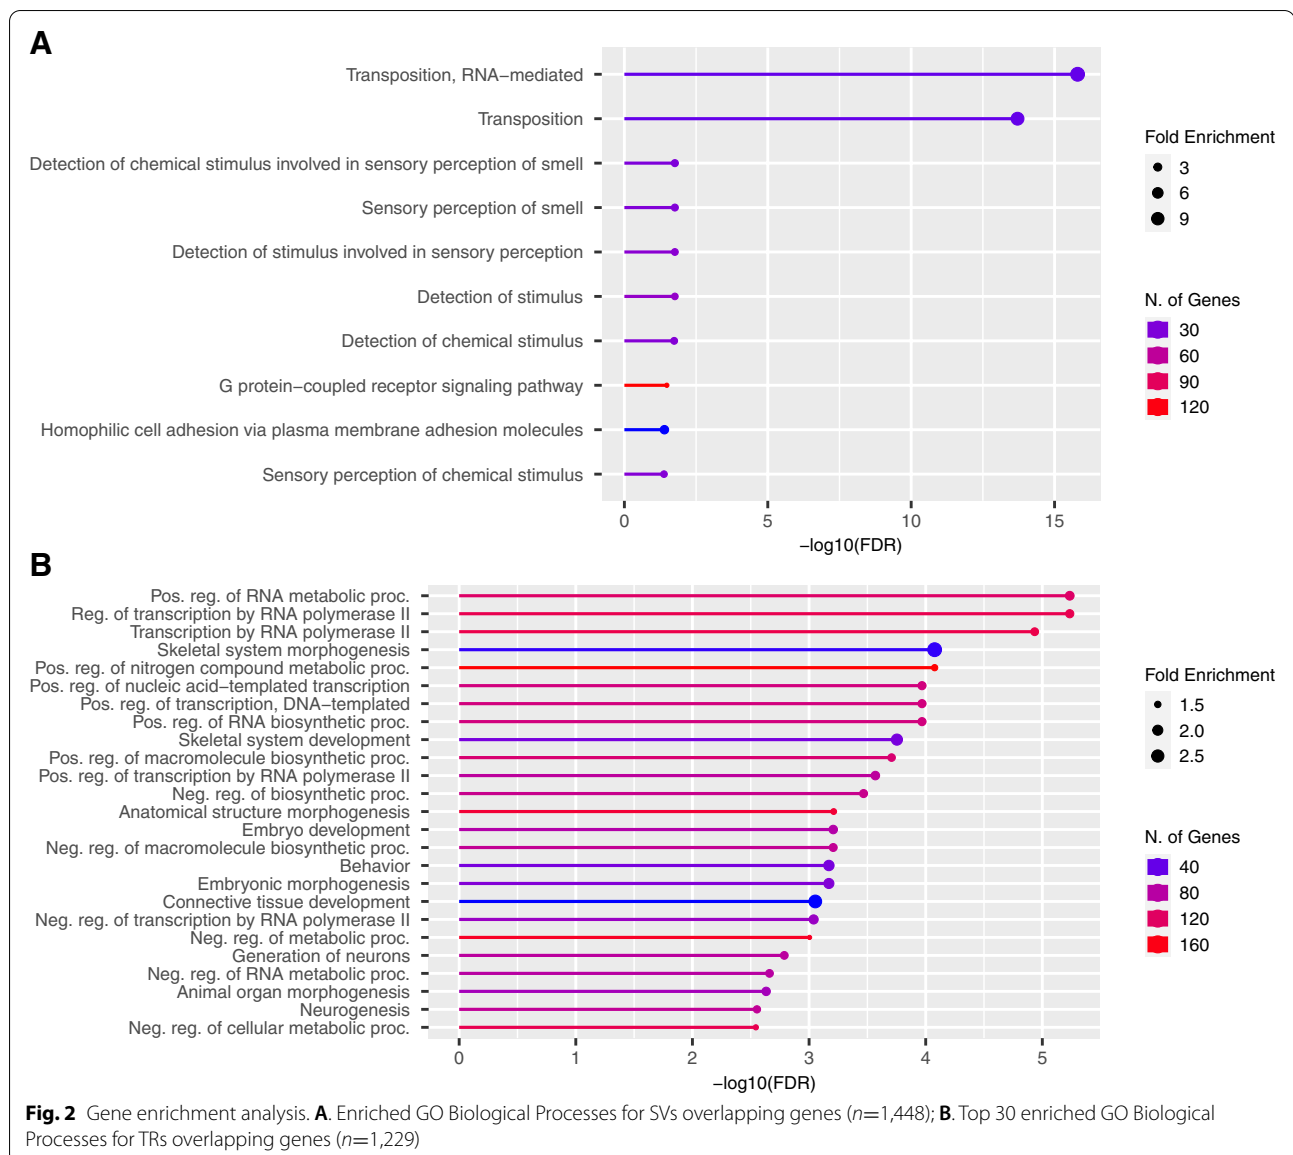 A
Transposition, RNA−mediated
Transposition
Detection of chemical stimulus involved in sensory perception of smell
Sensory perception of smell
Detection of stimulus involved in sensory perception
Detection of stimulus
Detection of chemical stimulus
G protein−coupled receptor signaling pathway
Homophilic cell adhesion via plasma membrane adhesion molecules
Sensory perception of chemical stimulus
0 5 10 15
−log10(FDR)
Fold Enrichment
3
6
9
N. of Genes
30
60
90
120
B
Pos. reg. of RNA metabolic proc.
Reg. of transcription by RNA polymerase II
Transcription by RNA polymerase II
Skeletal system morphogenesis
Pos. reg. of nitrogen compound metabolic proc.
Pos. reg. of nucleic acid−templated transcription
Pos. reg. of transcription, DNA−templated
Pos. reg. of RNA biosynthetic proc.
Skeletal system development
Pos. reg. of macromolecule biosynthetic proc.
Pos. reg. of transcription by RNA polymerase II
Neg. reg. of biosynthetic proc.
Anatomical structure morphogenesis
Embryo development
Neg. reg. of macromolecule biosynthetic proc.
Behavior
Embryonic morphogenesis
Connective tissue development
Neg. reg. of transcription by RNA polymerase II
Neg. reg. of metabolic proc.
Generation of neurons
Neg. reg. of RNA metabolic proc.
Animal organ morphogenesis
Neurogenesis
Neg. reg. of cellular metabolic proc.
0 1 2 3 4 5
−log10(FDR)
Fold Enrichment
1.5
2.0
2.5
N. of Genes
40
80
120
160
Fig. 2 Gene enrichment analysis. A. Enriched GO Biological Processes for SVs overlapping genes (n=1,448); B. Top 30 enriched GO Biological
Processes for TRs overlapping genes (n=1,229)